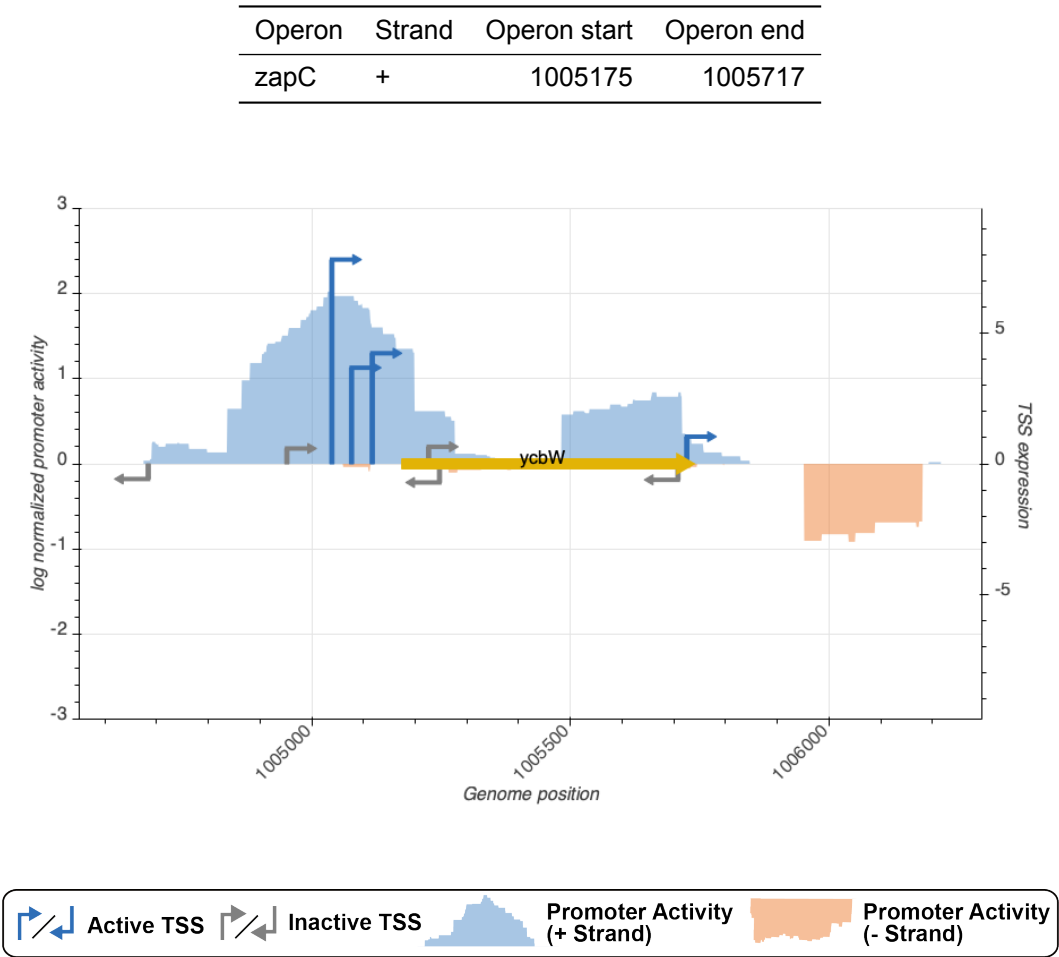 Operon Strand Operon start Operon end
zapC + 1005175 1005717
3
2
1
0
-1
-2
-3
log normalized promoter activity
5
0
-5
TSS expression
ycbW
1005000
1005500
1006000
Genome position
Active TSS
Inactive TSS
Promoter Activity
(+ Strand)
Promoter Activity
(- Strand)